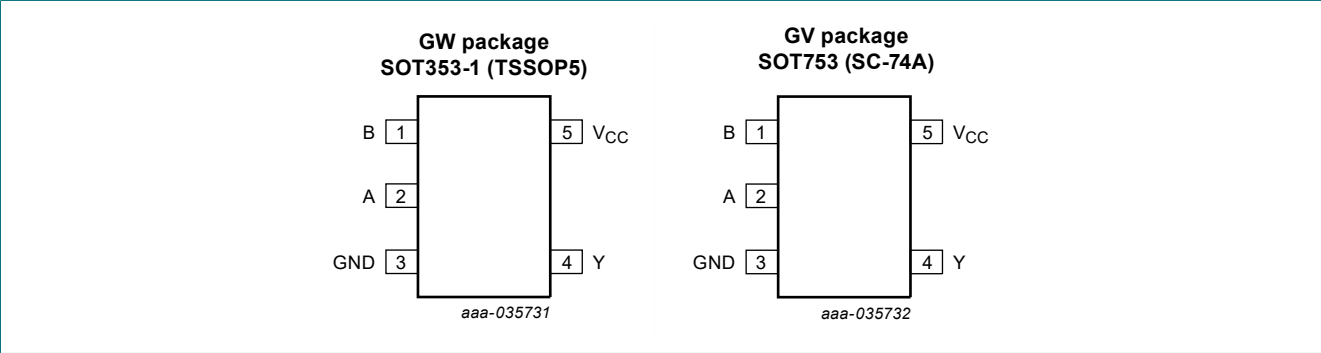 GW package
SOT353-1 (TSSOP5)
B 1
5 VCC
A 2
GND 3
4 Y
aaa-035731
GV package
SOT753 (SC-74A)
B 1
5 VCC
A 2
GND 3
4 Y
aaa-035732